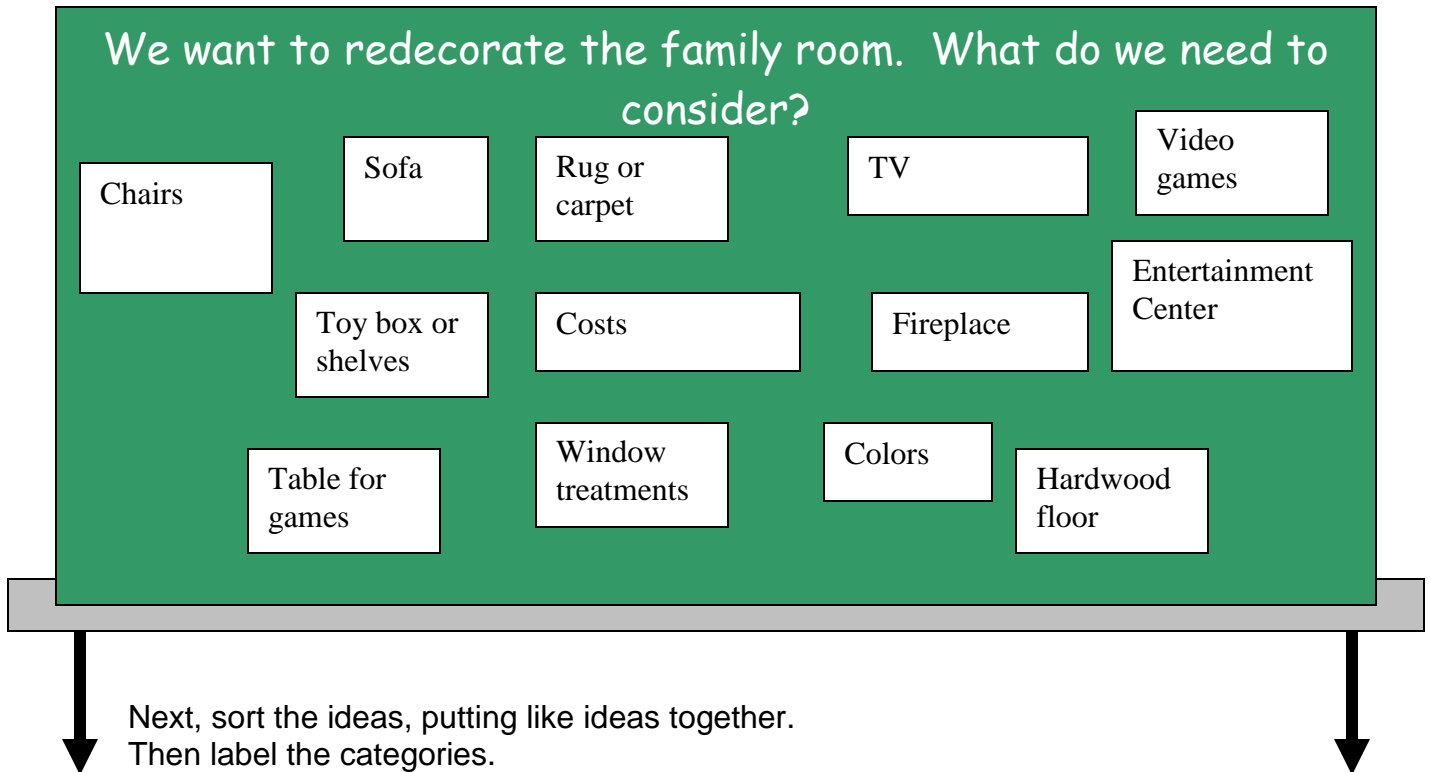 We want to redecorate the family room. What do we need to
consider?
Chairs
Sofa
Rug or
carpet
TV
Video
games
Toy box or
shelves
Costs
Fireplace
Entertainment
Center
Table for
games
Window
treatments
Colors
Hardwood
floor
Next, sort the ideas, putting like ideas together.
Then label the categories.